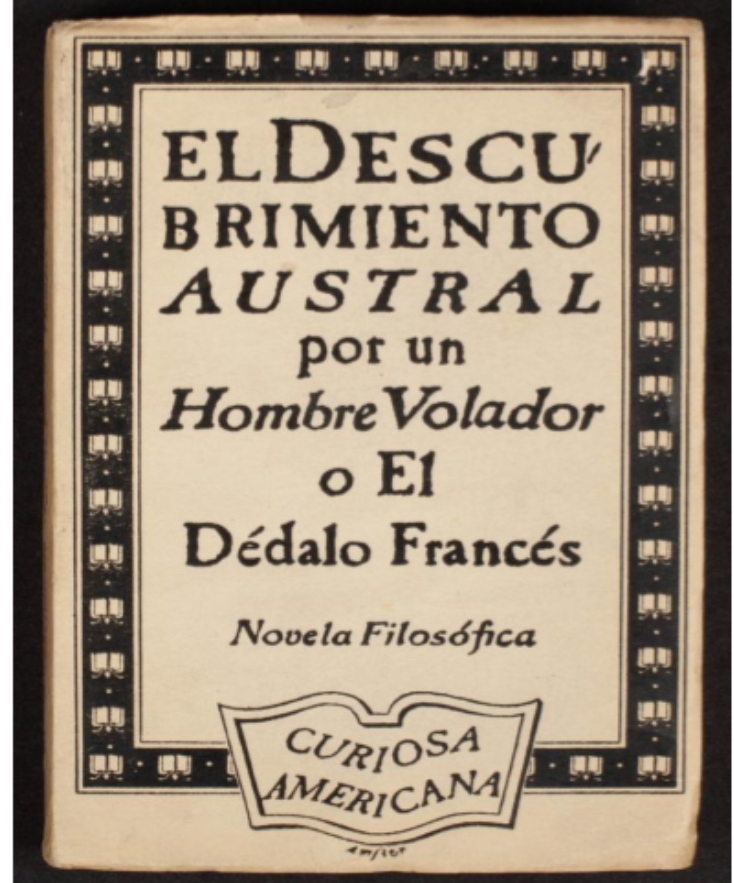 EL DESCU-
BRIMIENTO
AUSTRAL
por un
Hombre Volador
o El
Dédalo Francés
Novela Filosófica
CURIOSA
AMERICANA